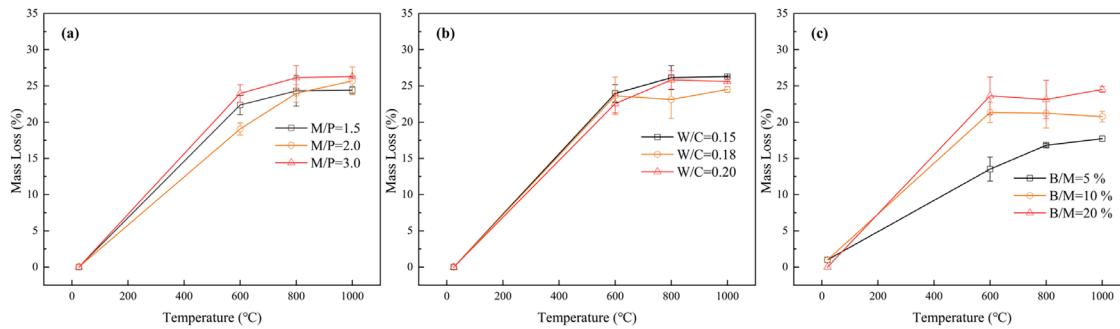 (a)
35
30
25
20
15
10
5
0
Mass Loss (%)
M/P=1.5
M/P=2.0
M/P=3.0
0 200 400 600 800 1000
Temperature (℃)
(b)
35
30
25
20
15
10
5
0
Mass Loss (%)
W/C=0.15
W/C=0.18
W/C=0.20
0 200 400 600 800 1000
Temperature (℃)
(c)
35
30
25
20
15
10
5
0
Mass Loss (%)
B/M=5 %
B/M=10 %
B/M=20 %
0 200 400 600 800 1000
Temperature (℃)